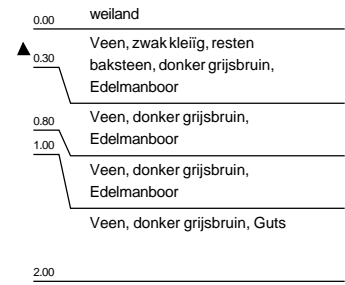 0.00 weiland
Veen, zwak kleiïg, resten
0.30 baksteen, donker grijsbruin,
Edelmanboor
0.80 Veen, donker grijsbruin,
Edelmanboor
1.00
Veen, donker grijsbruin,
Edelmanboor
Veen, donker grijsbruin, Guts
2.00